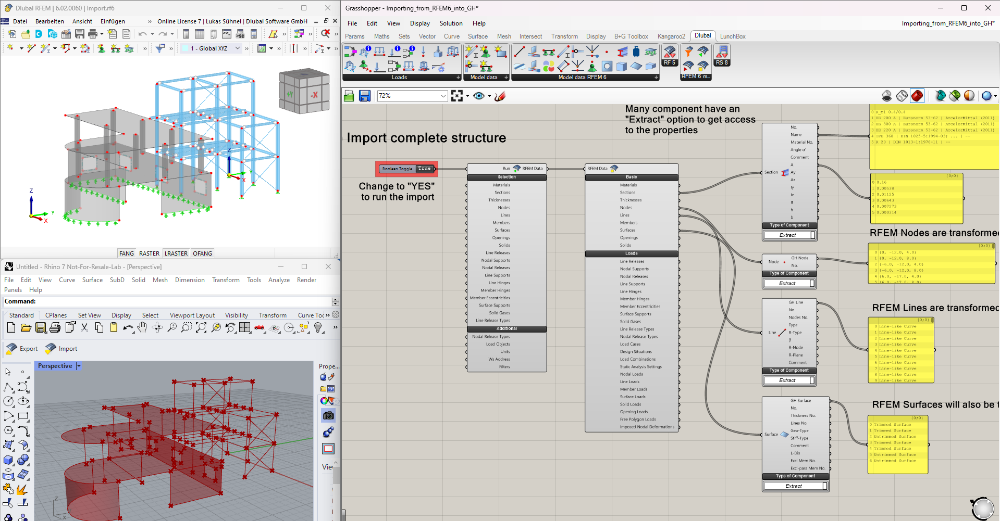 Dlubal RFEM | 6.02.0060 | Import.rf6
Datei Bearbeiten Ansicht Einfügen » Online License 7 | Lukas Sühnel | Dlubal Software GmbH
1 - Global XYZ
+Y -X
Z
Y
X
Z
Y
X
FANG RASTER LRASTER OFANG
Untitled - Rhino 7 Not-For-Resale-Lab - [Perspective]
File Edit View Curve Surface SubD Solid Mesh Dimension Transform Tools Analyze Render
Panels Help
Command:
Standard CPlanes Set View Display Select Viewport Layout Visibility Transform Curve Toc »
Export Import
Perspective
Prope...
Viev
Z
X
Grasshopper - Importing_from_RFEM6_into_GH*
File Edit View Display Solution Help
Importing_from_RFEM6_into_GH*
Params Maths Sets Vector Curve Surface Mesh Intersect Transform Display B+G Toolbox Kangaroo2 Dlubal LunchBox
RF 5
RS 8
Loads
Model data
Model data RFEM 6
RFEM 6 m..
72%
Import complete structure
Boolean Toggle True
Change to "YES"
to run the import
Run RFEM Data
Selection
Materials
Sections
Thicknesses
Nodes
Lines
Members
Surfaces
Openings
Solids
Line Releases
Nodal Supports
Nodal Releases
Line Supports
Line Hinges
Member Hinges
Member Eccentricities
Surface Supports
Solid Gases
Line Release Types
Additional
Nodal Release Types
Load Objects
Units
Ws Address
Filters
RFEM Data
Basic
Materials
Sections
Thicknesses
Nodes
Lines
Members
Surfaces
Openings
Solids
Loads
Line Releases
Nodal Supports
Nodal Releases
Line Supports
Line Hinges
Member Hinges
Member Eccentricities
Surface Supports
Solid Gases
Line Release Types
Nodal Release Types
Load Cases
Design Situations
Load Combinations
Static Analysis Settings
Nodal Loads
Line Loads
Member Loads
Surface Loads
Solid Loads
Opening Loads
Free Polygon Loads
Imposed Nodal Deformations
Many component have an
"Extract" option to get access
to the properties
Section
No.
Name
Material No.
Angle α'
Comment
A
Ay
Az
Iy
Iz
It
h
b
Type of Component
Extract
0 R_M1 0.4/0.4
1 HE 200 A | Euronorm 53-62 | ArcelorMittal (2011)
2 HE 300 A | Euronorm 53-62 | ArcelorMittal (2011)
3 HE 220 A | Euronorm 53-62 | ArcelorMittal (2011)
4 IPE 360 | DIN 1025-5:1994-03; ... | --
5 R 20 | DIN 1013-1:1976-11 | --
{0;0}
0 0.16
1 0.00538
2 0.01125
3 0.00643
4 0.007273
5 0.000314
RFEM Nodes are transformed
Node
GH Node
No.
Type of Component
Extract
{0;0}
0 {0, -12.0, 4.0}
1 {0, -12.0, 8.0}
2 {-6.0, -12.0, 4.0}
3 {-6.0, -12.0, 8.0}
4 {6.0, -17.0, 4.0}
5 {6.0, -17.0, 8.0}
RFEM Lines are transformed
Line
GH Line
No.
Nodes No.
Type
R-Type
β
R-Node
R-Plane
Comment
Type of Component
Extract
{0;0}
0 Line-like Curve
1 Line-like Curve
2 Line-like Curve
3 Line-like Curve
4 Line-like Curve
5 Line-like Curve
6 Line-like Curve
7 Line-like Curve
8 Line-like Curve
9 Line-like Curve
RFEM Surfaces will also be t
Surface
GH Surface
No.
Thickness No.
Lines No.
Geo-Type
Stiff-Type
Comment
L-Dis
Excl Mem No.
Excl-para Mem No.
Type of Component
Extract
{0;0}
0 Trimmed Surface
1 Trimmed Surface
2 Untrimmed Surface
3 Trimmed Surface
4 Trimmed Surface
5 Untrimmed Surface
6 Untrimmed Surface